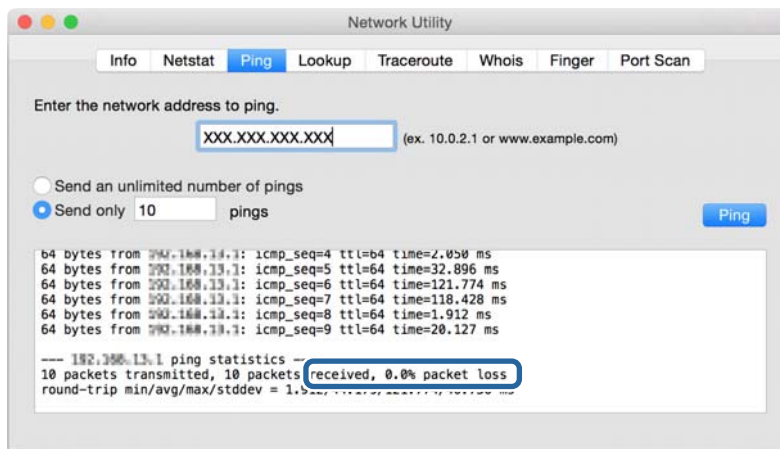 Network Utility
Info Netstat Ping Lookup Traceroute Whois Finger Port Scan
Enter the network address to ping.
XXX.XXX.XXX.XXX (ex. 10.0.2.1 or www.example.com)
Send an unlimited number of pings
Send only 10 pings
Ping
64 bytes from : icmp_seq=4 ttl=64 time=2.050 ms
64 bytes from : icmp_seq=5 ttl=64 time=32.896 ms
64 bytes from : icmp_seq=6 ttl=64 time=121.774 ms
64 bytes from : icmp_seq=7 ttl=64 time=118.428 ms
64 bytes from : icmp_seq=8 ttl=64 time=1.912 ms
64 bytes from : icmp_seq=9 ttl=64 time=20.127 ms
--- ping statistics --
10 packets transmitted, 10 packets received, 0.0% packet loss
round-trip min/avg/max/stddev = ms